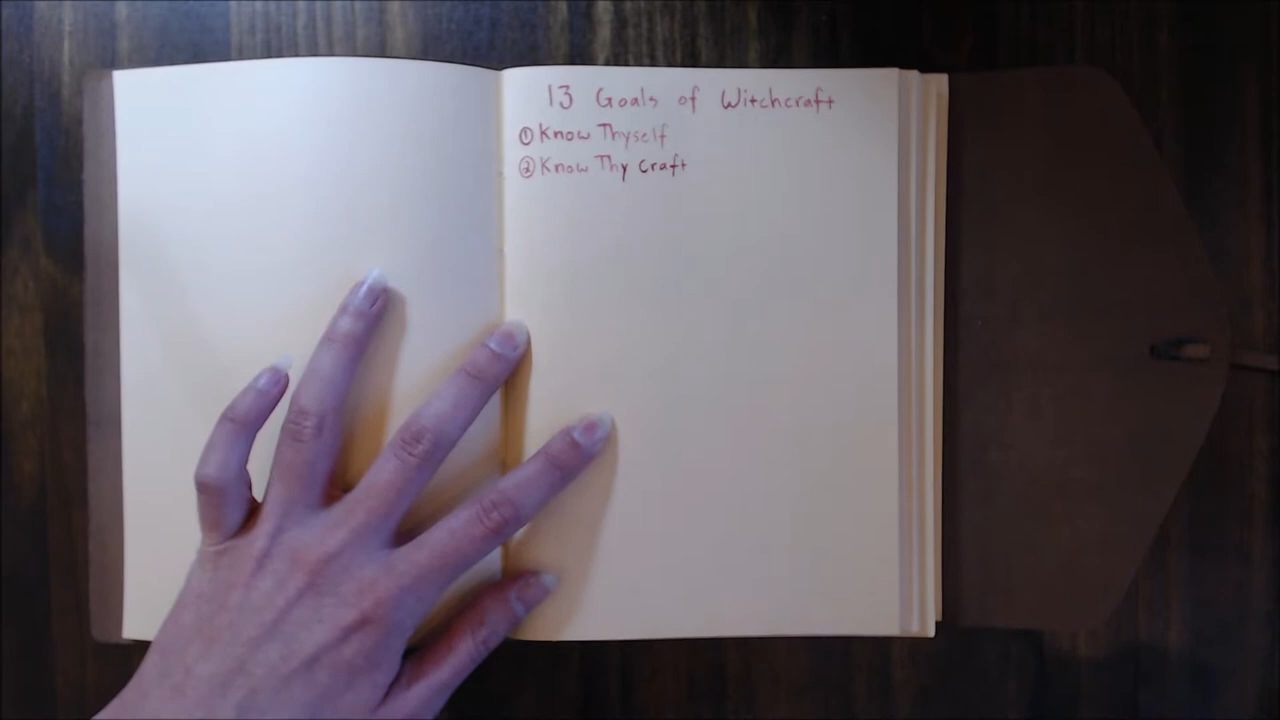 13 Goals of Witchcraft
① Know Thyself
② Know Thy Craft